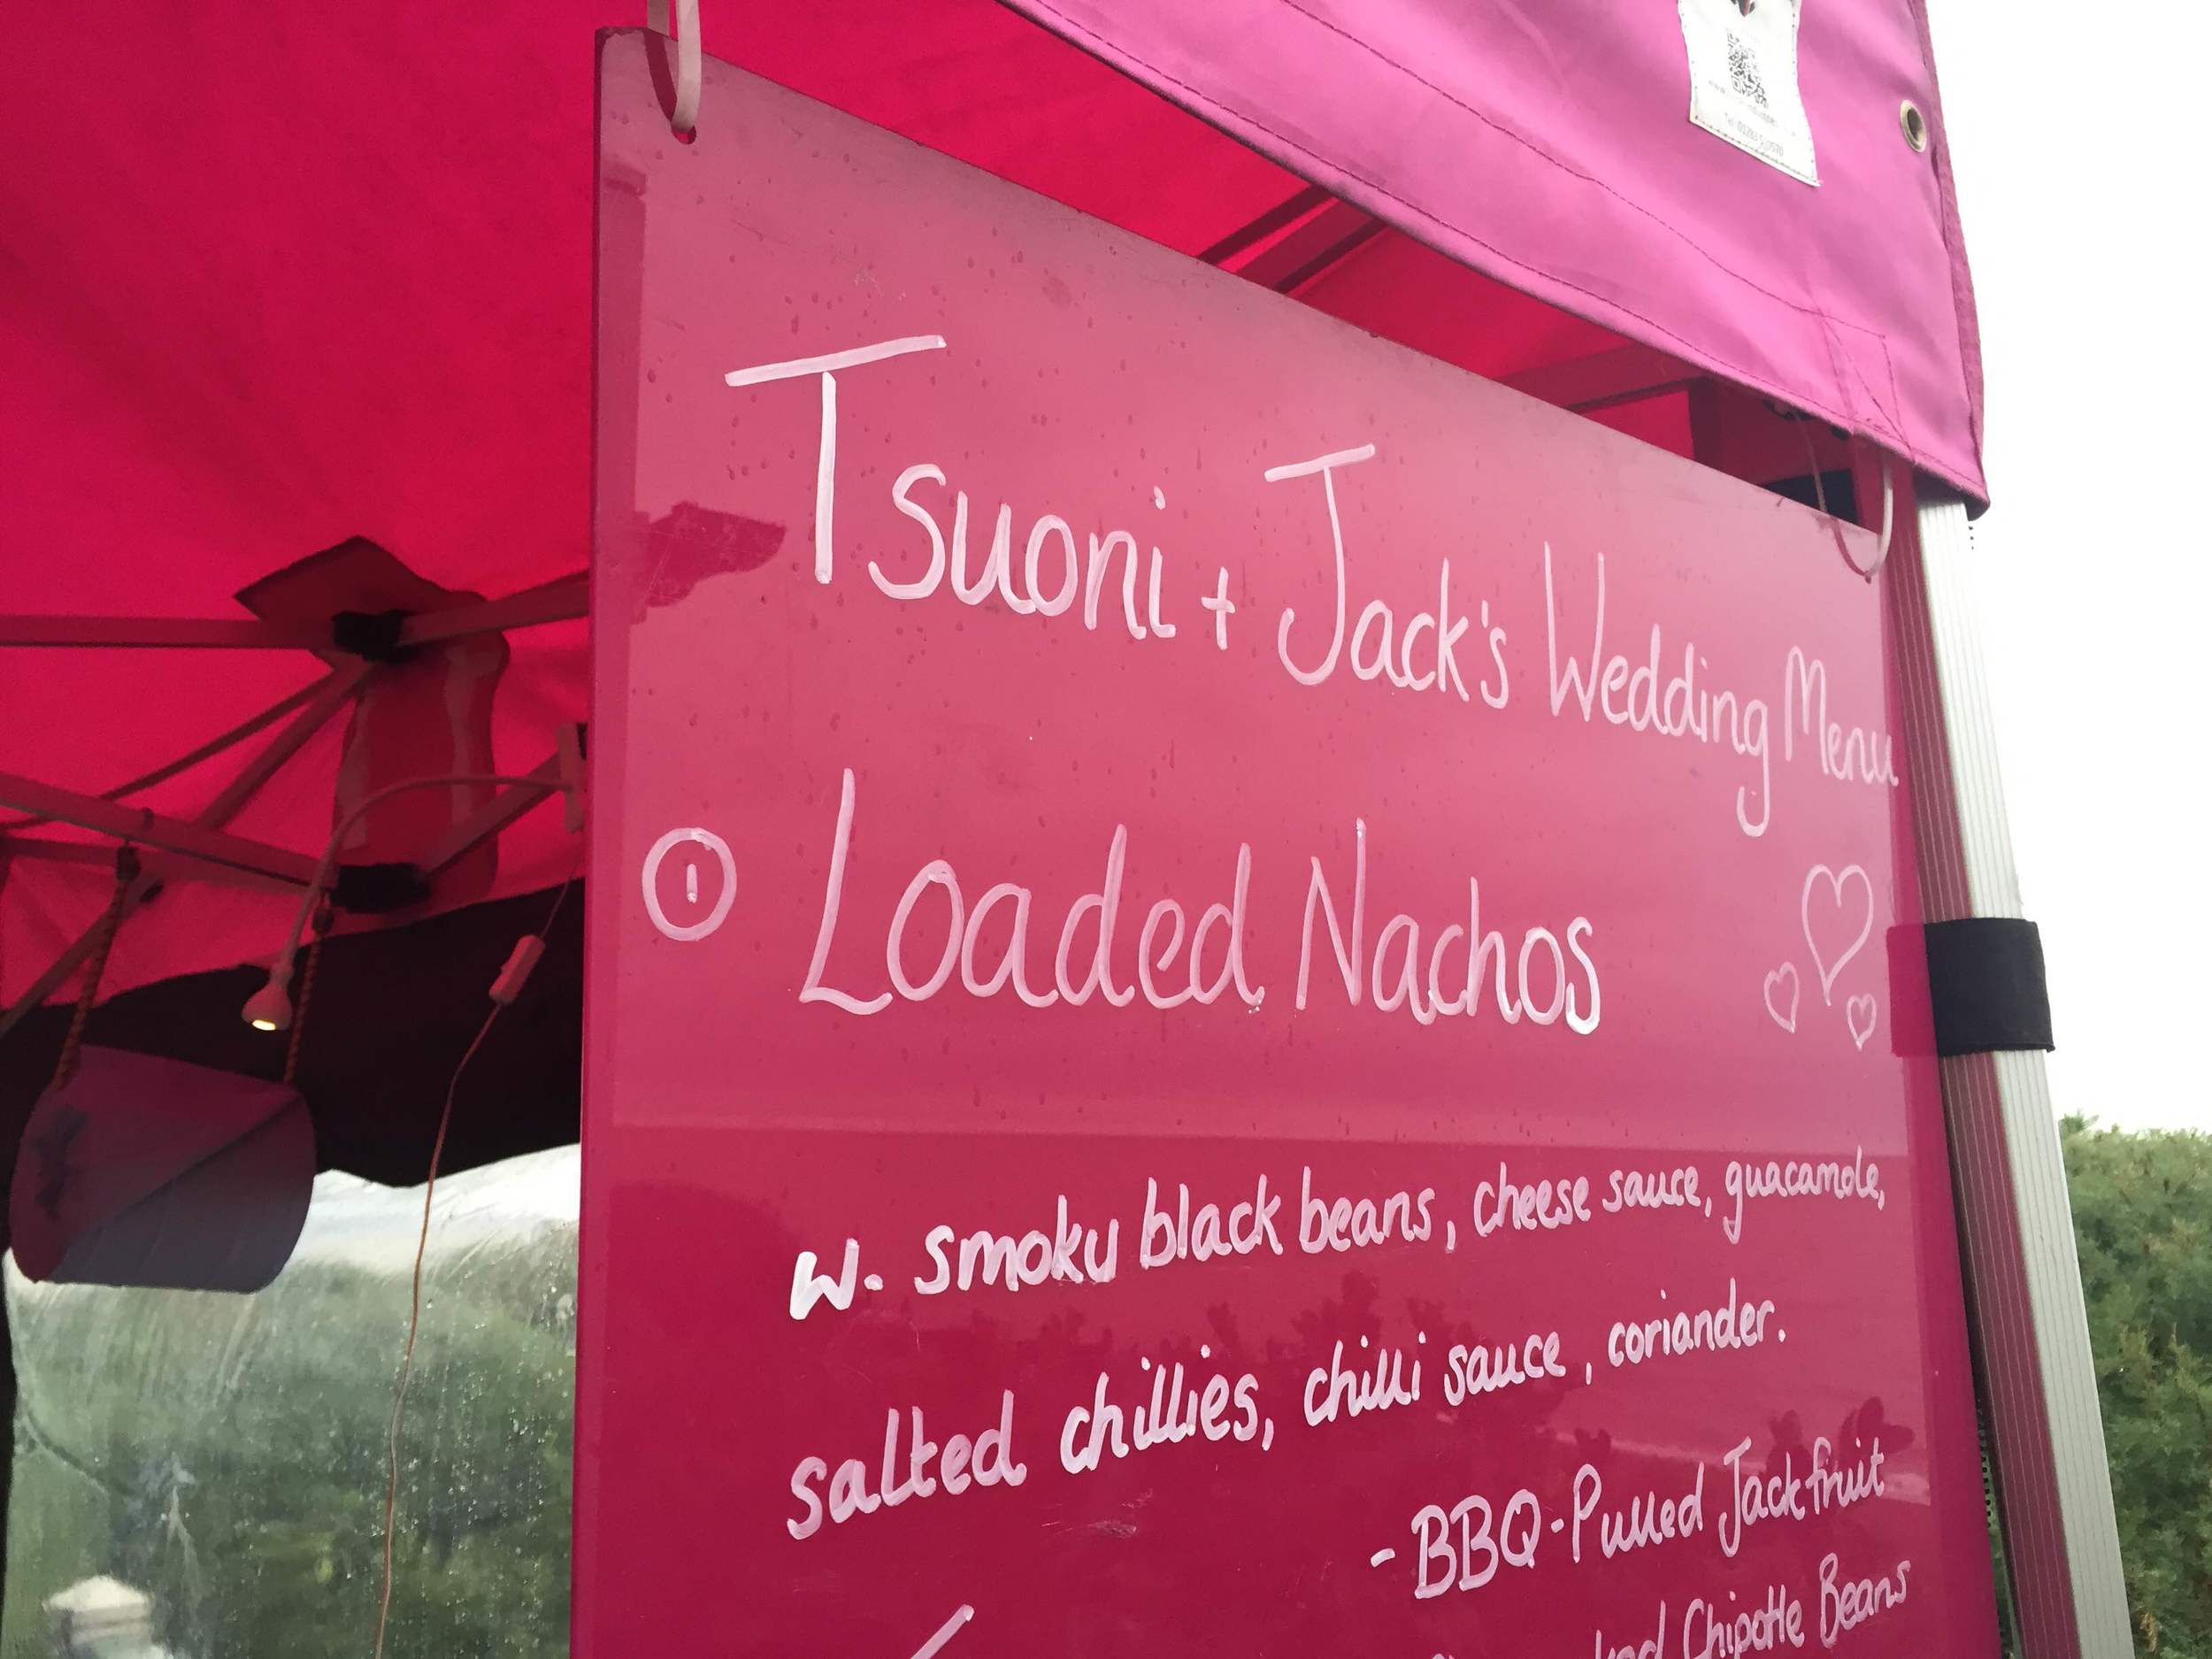 Tsuoni + Jack's Wedding Menu
① Loaded Nachos
w. smoky black beans, cheese sauce, guacamole,
salted chillies, chilli sauce, coriander.
- BBQ-Pulled Jackfruit
Chipotle Beans